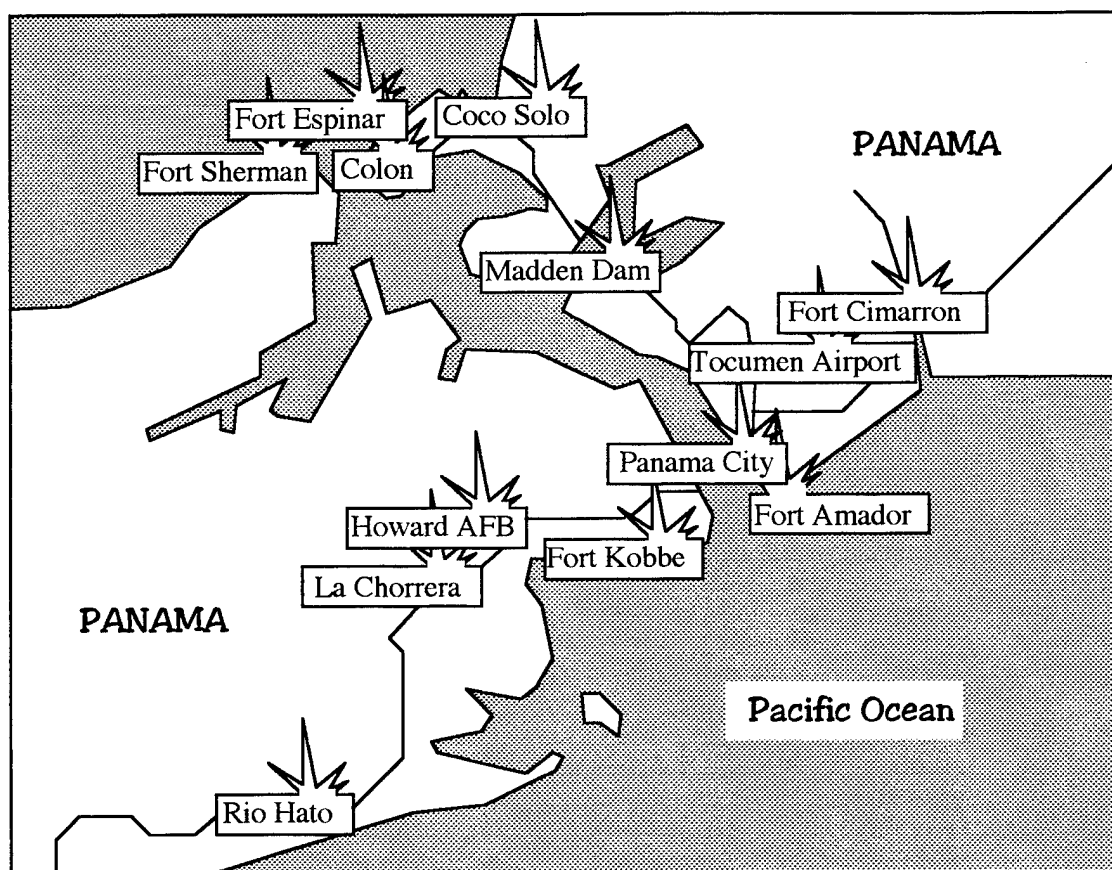 Fort Espinar
Coco Solo
PANAMA
Fort Sherman
Colon
Madden Dam
Fort Cimarron
Tocumen Airport
Panama City
Fort Amador
Howard AFB
Fort Kobbe
La Chorrera
PANAMA
Pacific Ocean
Rio Hato